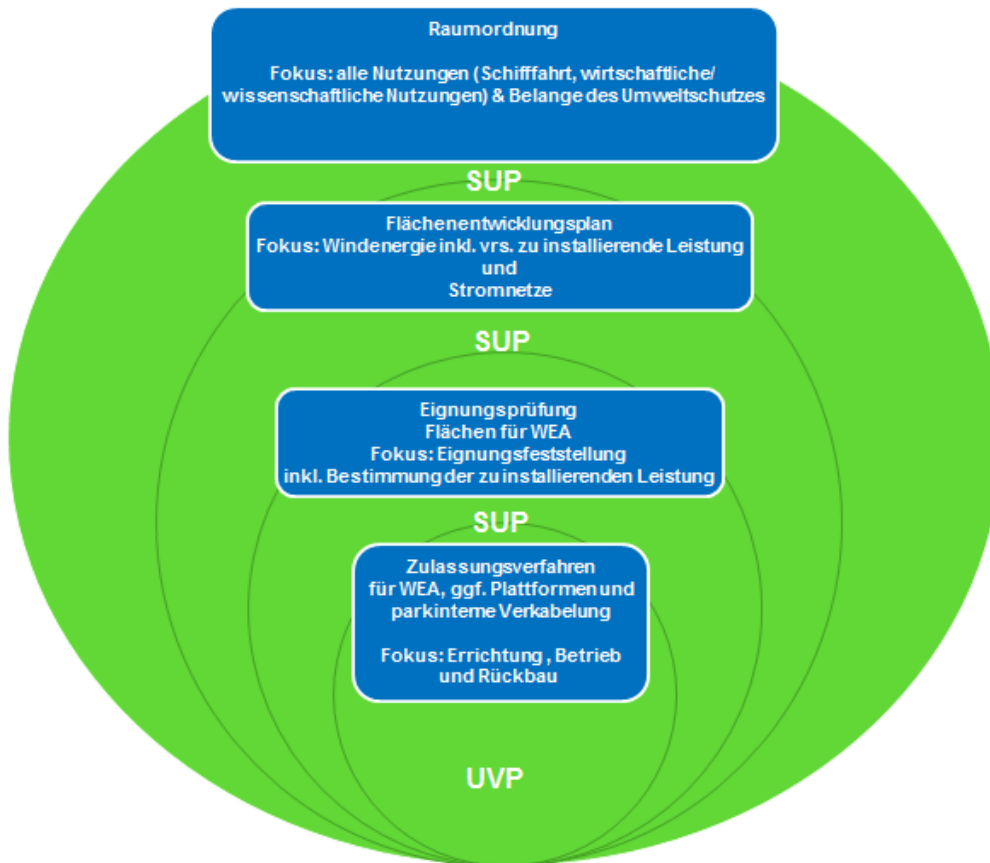 Raumordnung
Fokus: alle Nutzungen (Schifffahrt, wirtschaftliche/
wissenschaftliche Nutzungen) & Belange des Umweltschutzes
SUP
Flächenentwicklungsplan
Fokus: Windenergie inkl. vrs. zu installierende Leistung
und
Stromnetze
SUP
Eignungsprüfung
Flächen für WEA
Fokus: Eignungsfeststellung
inkl. Bestimmung der zu installierenden Leistung
SUP
Zulassungsverfahren
für WEA, ggf. Plattformen und
parkinterne Verkabelung
Fokus: Errichtung , Betrieb
und Rückbau
UVP